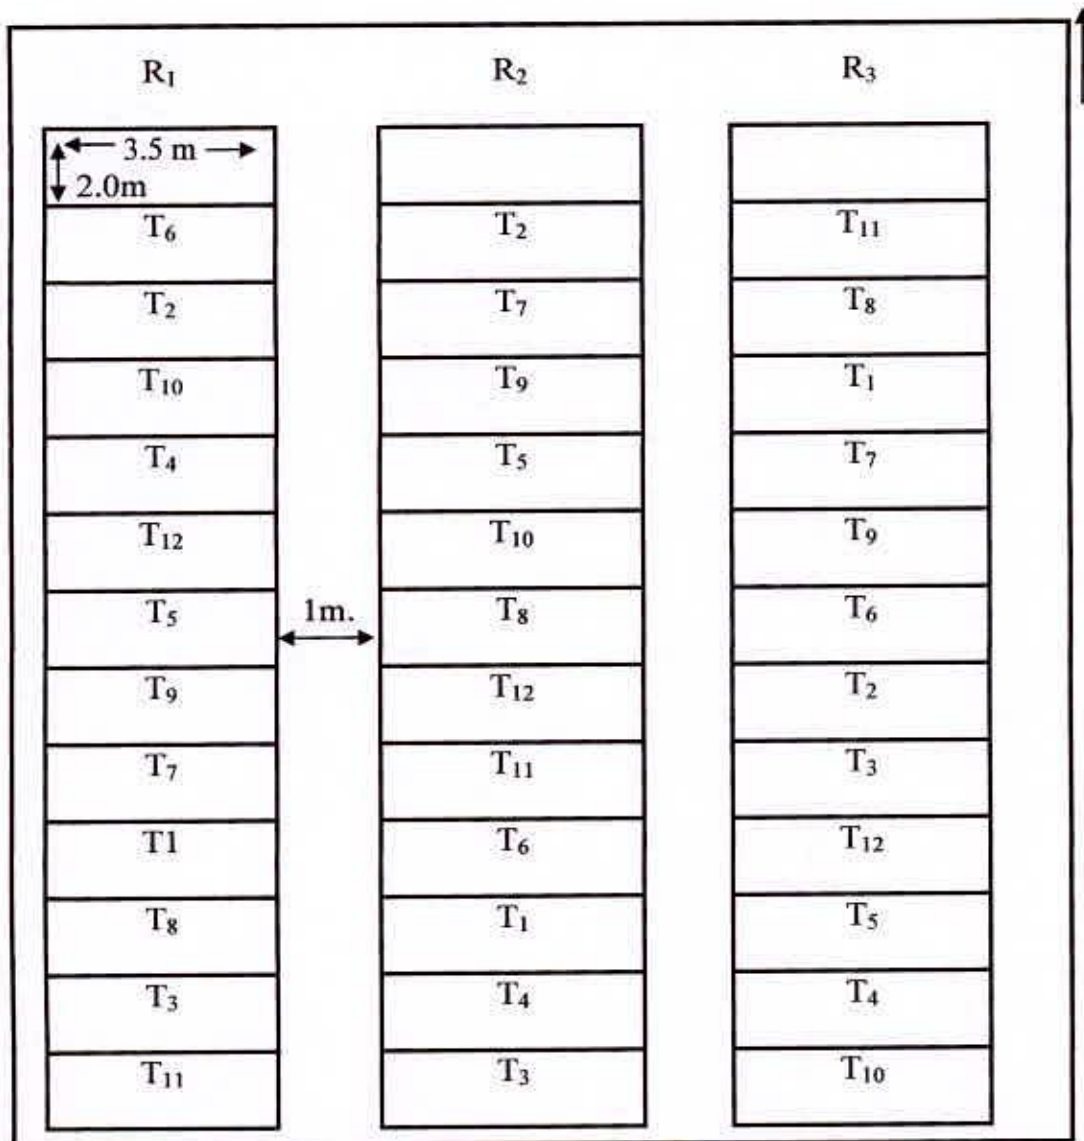 R₁ R₂ R₃
3.5 m
2.0m
T₆ T₂ T₁₁
T₂ T₇ T₈
T₁₀ T₉ T₁
T₄ T₅ T₇
T₁₂ T₁₀ T₉
T₅ 1m. T₈ T₆
T₉ T₁₂ T₂
T₇ T₁₁ T₃
T1 T₆ T₁₂
T₈ T₁ T₅
T₃ T₄ T₄
T₁₁ T₃ T₁₀